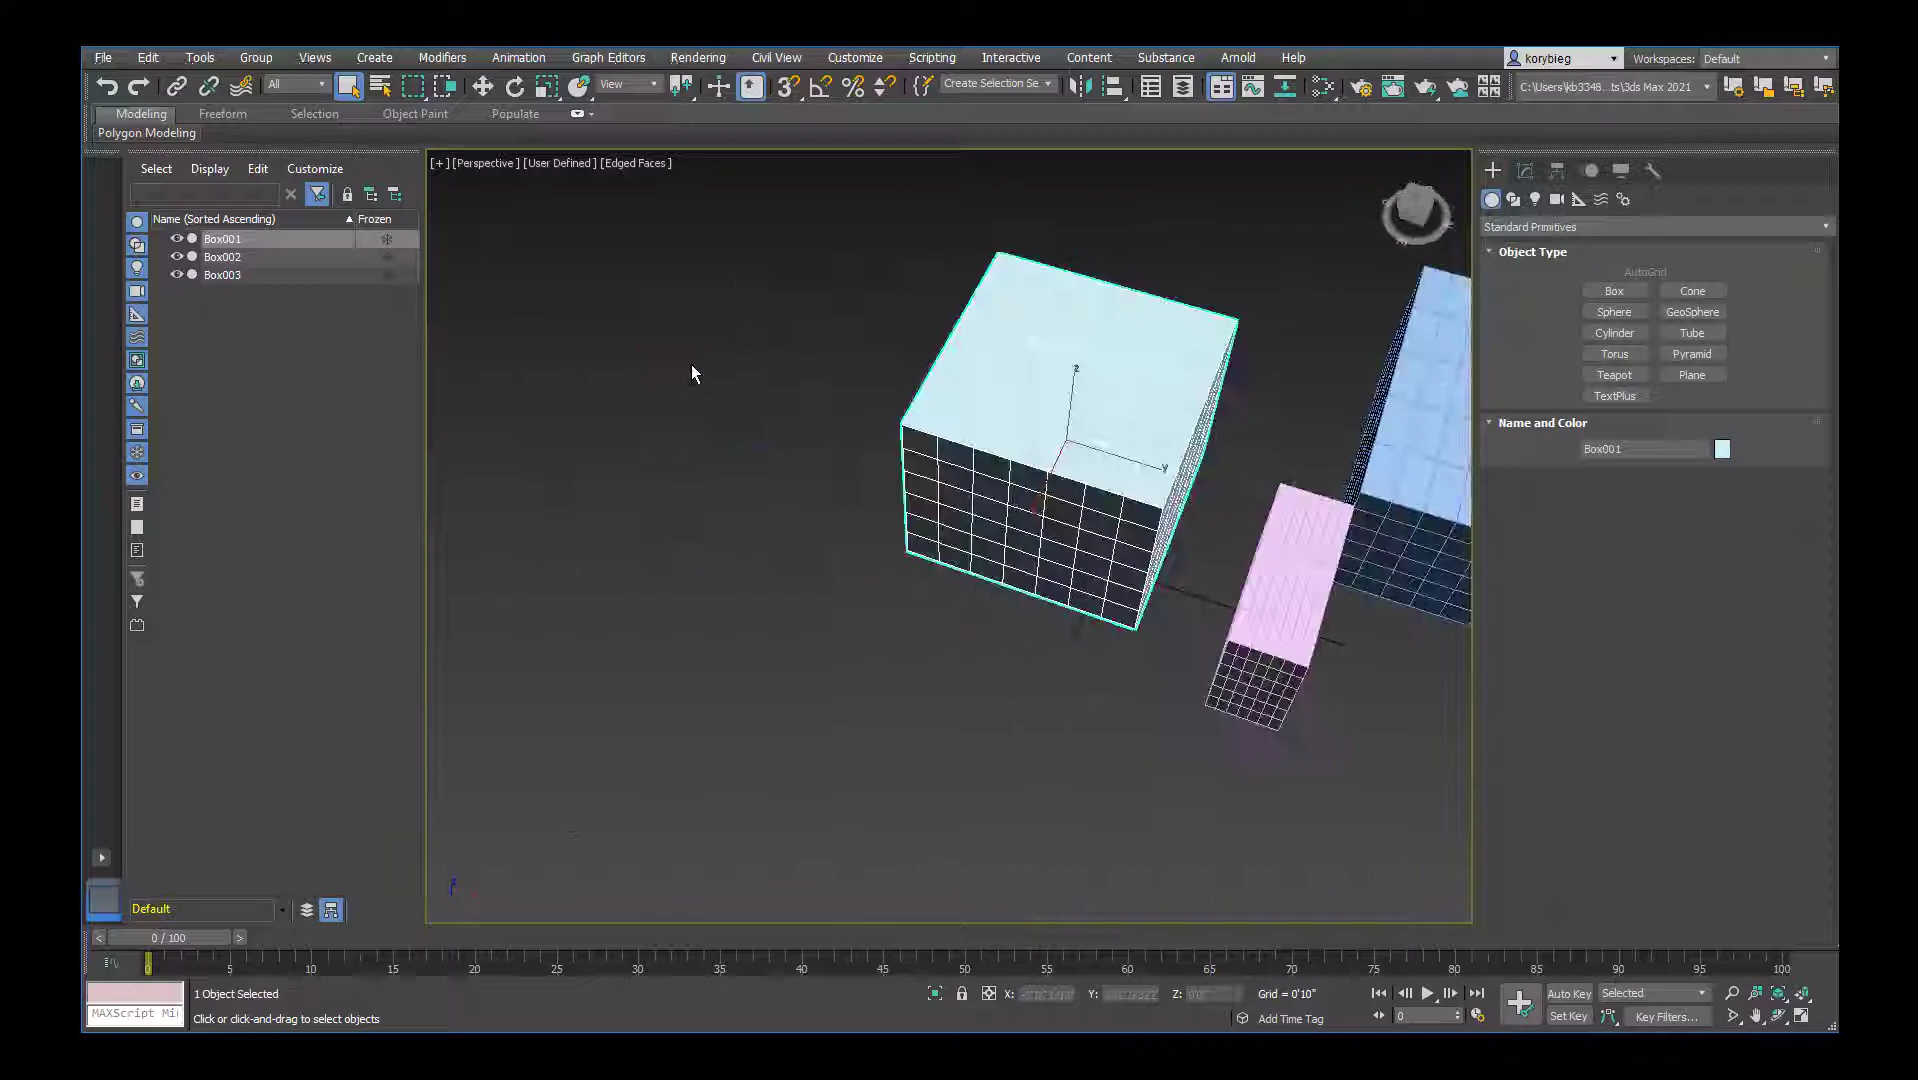 File Edit Tools Group Views Create Modifiers Animation Graph Editors Rendering Civil View Customize Scripting Interactive Content Substance Arnold Help korybieg Workspaces: Default
All View Create Selection Se C:\Users\kb3348...ts\3ds Max 2021
Modeling Freeform Selection Object Paint Populate
Polygon Modeling
Select Display Edit Customize
Name (Sorted Ascending) Frozen
Box001
Box002
Box003
[+] [Perspective ] [User Defined ] [Edged Faces ]
z
y
Standard Primitives
Object Type
AutoGrid
Box Cone
Sphere GeoSphere
Cylinder Tube
Torus Pyramid
Teapot Plane
TextPlus
Name and Color
Box001
Default
< 0 / 100 >
0 5 10 15 20 25 30 35 40 45 50 55 60 65 70 75 80 85 90 95 100
1 Object Selected X: Y: Z: Grid = 0'10" Auto Key Selected
MAXScript Mi Click or click-and-drag to select objects Add Time Tag 0 Set Key Key Filters...